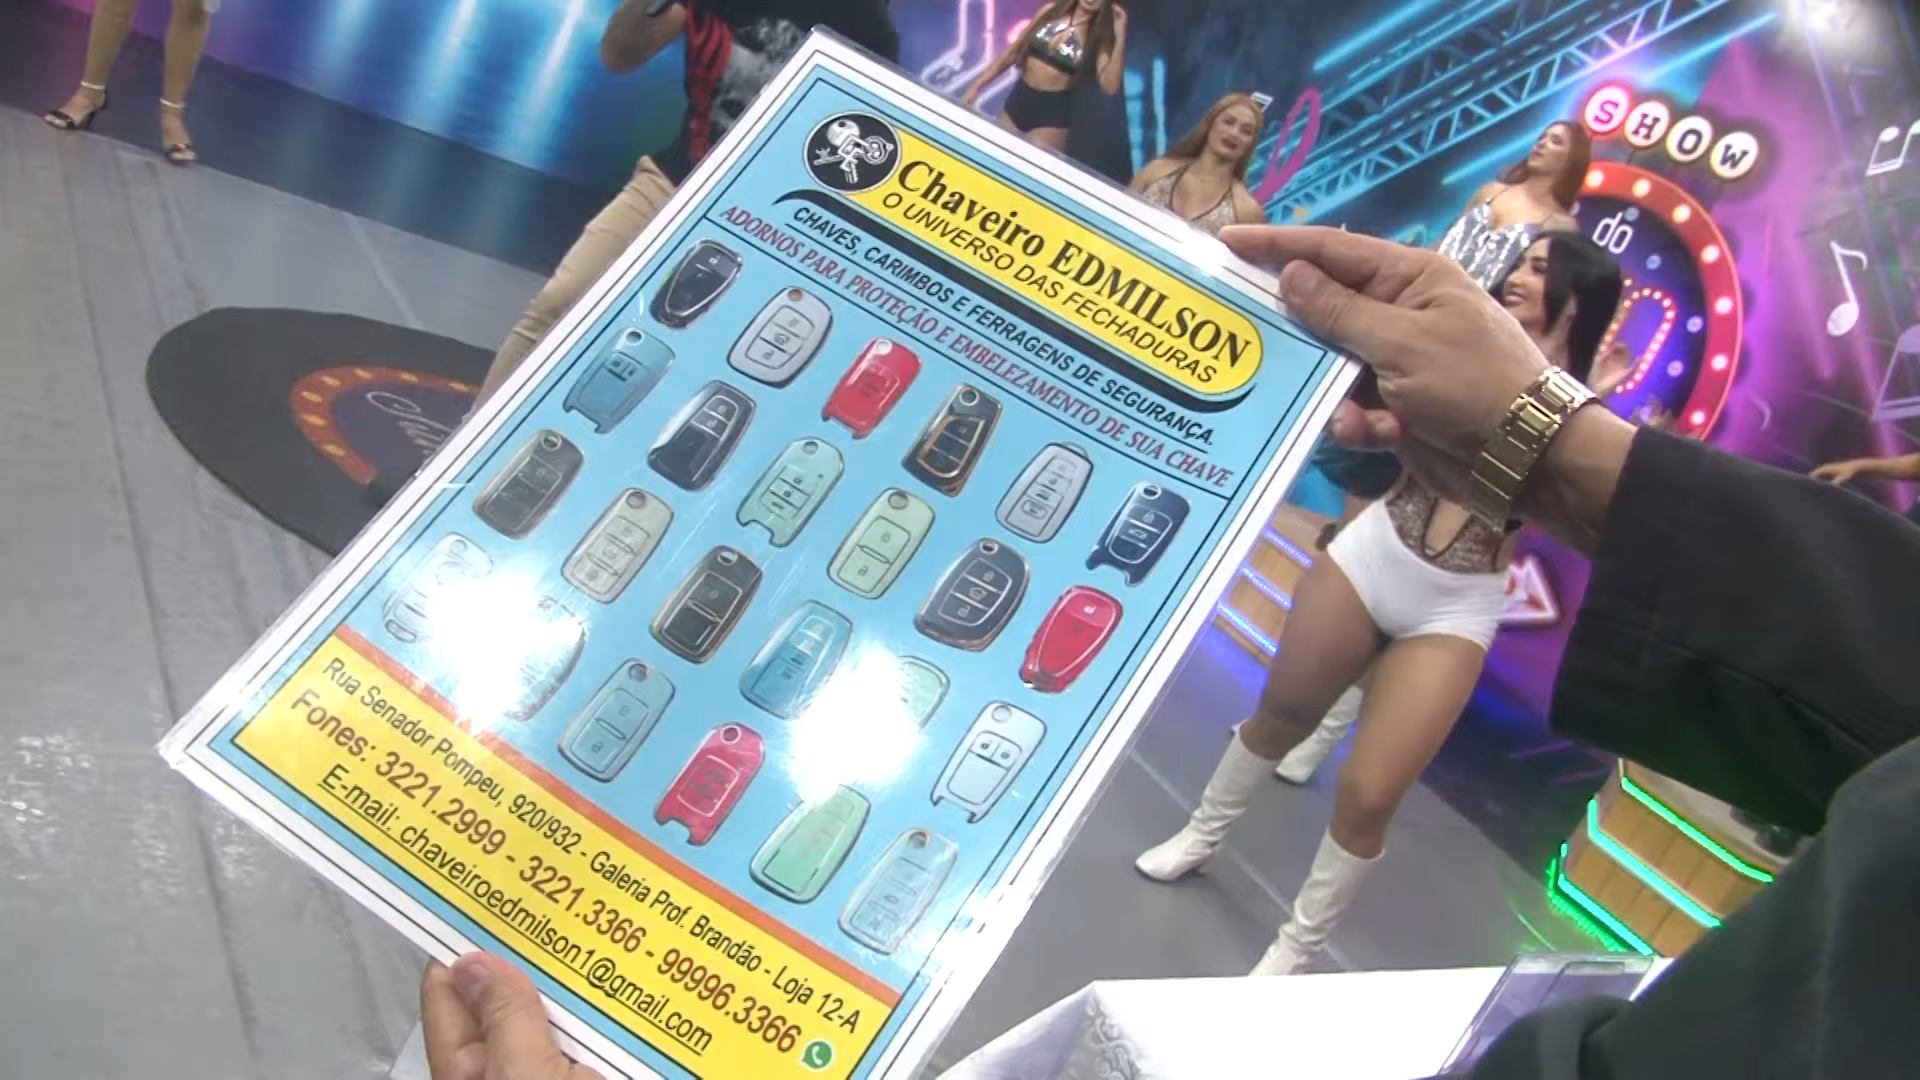 Chaveiro EDMILSON
O UNIVERSO DAS FECHADURAS
CHAVES, CARIMBOS E FERRAGENS DE SEGURANÇA.
ADORNOS PARA PROTEÇÃO E EMBELEZAMENTO DE SUA CHAVE
Rua Senador Pompeu, 920/932 - Galeria Prof. Brandão - Loja 12-A
Fones: 3221.2999 - 3221.3366 - 99996.3366
E-mail: chaveiroedmilson1@gmail.com
SHOW
do